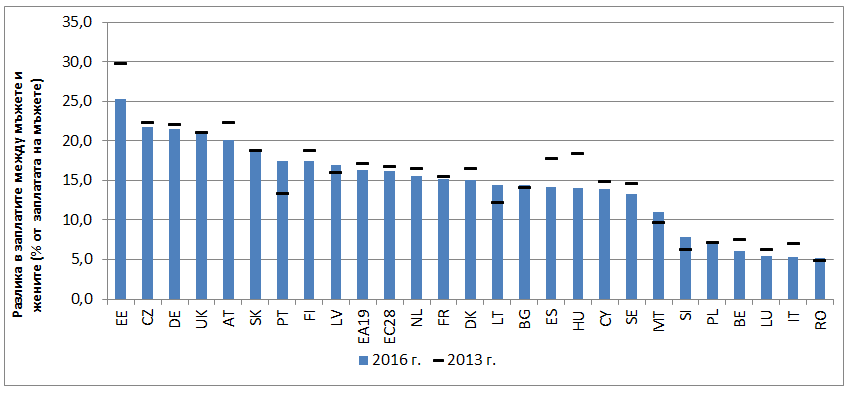 Разлика в заплатите между мъжете и
жените (% от заплатата на мъжете)
35,0
30,0
25,0
20,0
15,0
10,0
5,0
0,0
EE CZ DE UK AT SK PT FI LV EA19 EC28 NL FR DK LT BG ES HU CY SE MT SI PL BE LU IT RO
2016 г. 2013 г.